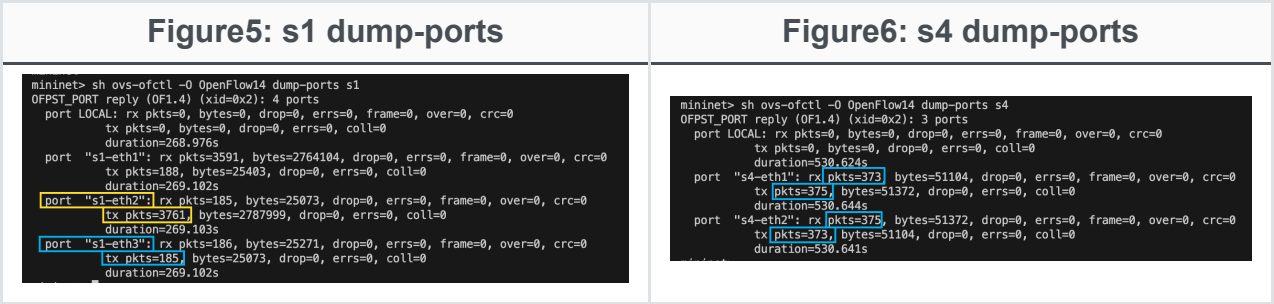 Figure5: s1 dump-ports
mininet> sh ovs-ofctl -O OpenFlow14 dump-ports s1
OFPST_PORT reply (OF1.4) (xid=0x2): 4 ports
port LOCAL: rx pkts=0, bytes=0, drop=0, errs=0, frame=0, over=0, crc=0
tx pkts=0, bytes=0, drop=0, errs=0, coll=0
duration=268.976s
port "s1-eth1": rx pkts=3591, bytes=2764104, drop=0, errs=0, frame=0, over=0, crc=0
tx pkts=188, bytes=25403, drop=0, errs=0, coll=0
duration=269.102s
port "s1-eth2": rx pkts=185, bytes=25073, drop=0, errs=0, frame=0, over=0, crc=0
tx pkts=3761, bytes=2787999, drop=0, errs=0, coll=0
duration=269.103s
port "s1-eth3": rx pkts=186, bytes=25271, drop=0, errs=0, frame=0, over=0, crc=0
tx pkts=185, bytes=25073, drop=0, errs=0, coll=0
duration=269.102s
Figure6: s4 dump-ports
mininet> sh ovs-ofctl -O OpenFlow14 dump-ports s4
OFPST_PORT reply (OF1.4) (xid=0x2): 3 ports
port LOCAL: rx pkts=0, bytes=0, drop=0, errs=0, frame=0, over=0, crc=0
tx pkts=0, bytes=0, drop=0, errs=0, coll=0
duration=530.624s
port "s4-eth1": rx pkts=373, bytes=51104, drop=0, errs=0, frame=0, over=0, crc=0
tx pkts=375, bytes=51372, drop=0, errs=0, coll=0
duration=530.644s
port "s4-eth2": rx pkts=375, bytes=51372, drop=0, errs=0, frame=0, over=0, crc=0
tx pkts=373, bytes=51104, drop=0, errs=0, coll=0
duration=530.641s